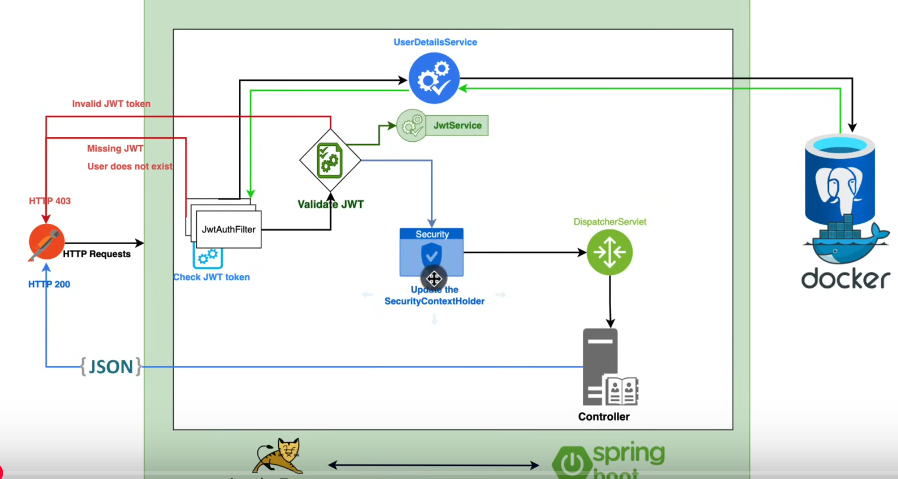 UserDetailsService
Invalid JWT token
JwtService
Missing JWT
User does not exist
Validate JWT
HTTP 403
JwtAuthFilter
DispatcherServlet
Security
HTTP Requests
docker
Check JWT token
HTTP 200
Update the
SecurityContextHolder
{JSON}
Controller
spring
boot